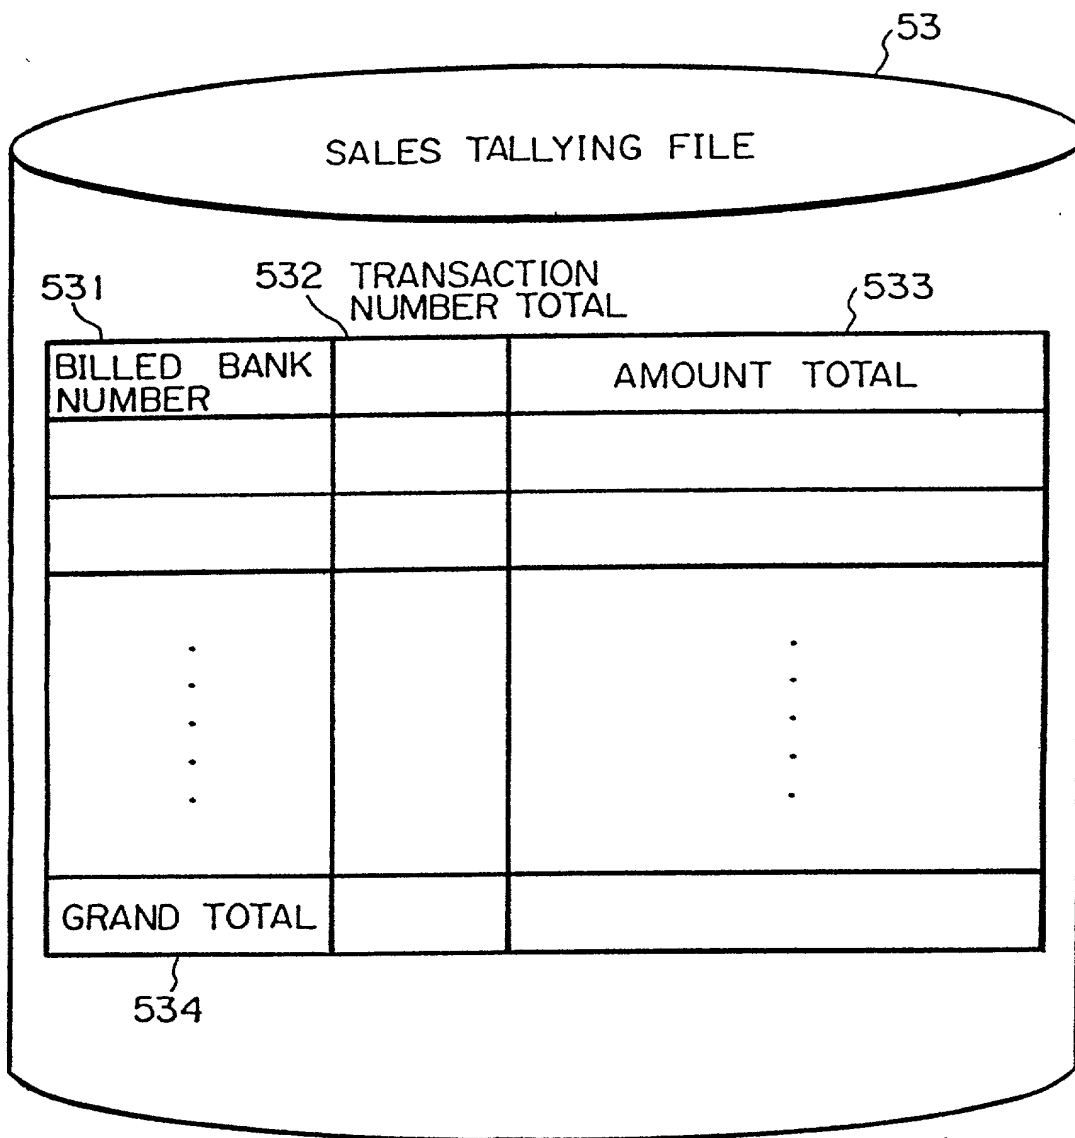 53
SALES TALLYING FILE
531
532 TRANSACTION
NUMBER TOTAL
533
BILLED BANK
NUMBER
AMOUNT TOTAL
GRAND TOTAL
534